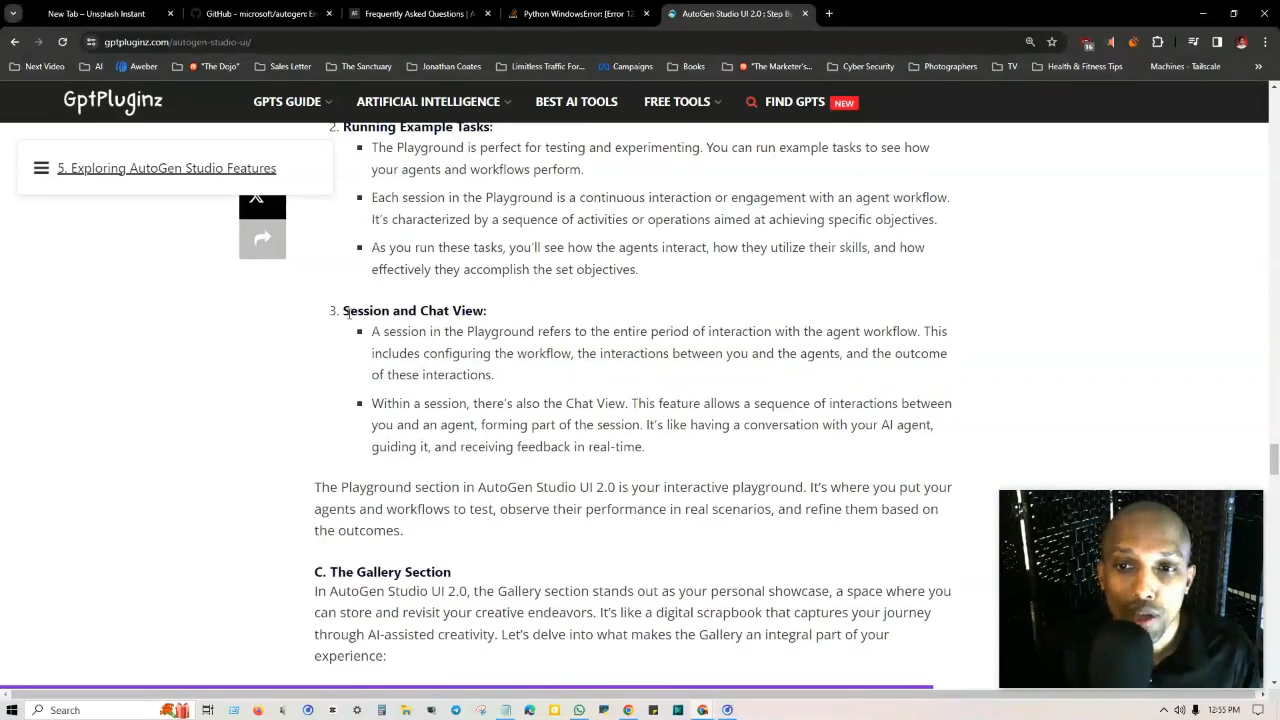 New Tab – Unsplash Instant
GitHub - microsoft/autogen: En
Frequently Asked Questions | A
Python WindowsError: [Error 12
AutoGen Studio UI 2.0 : Step By
gptpluginz.com/autogen-studio-ui/
Next Video
AI
Aweber
"The Dojo"
Sales Letter
The Sanctuary
Jonathan Coates
Limitless Traffic For...
Campaigns
Books
"The Marketer's...
Cyber Security
Photographers
TV
Health & Fitness Tips
Machines - Tailscale
GptPluginz
GPTS GUIDE
ARTIFICIAL INTELLIGENCE
BEST AI TOOLS
FREE TOOLS
FIND GPTS NEW
5. Exploring AutoGen Studio Features
2. Running Example Tasks:
The Playground is perfect for testing and experimenting. You can run example tasks to see how
your agents and workflows perform.
Each session in the Playground is a continuous interaction or engagement with an agent workflow.
It's characterized by a sequence of activities or operations aimed at achieving specific objectives.
As you run these tasks, you'll see how the agents interact, how they utilize their skills, and how
effectively they accomplish the set objectives.
3. Session and Chat View:
A session in the Playground refers to the entire period of interaction with the agent workflow. This
includes configuring the workflow, the interactions between you and the agents, and the outcome
of these interactions.
Within a session, there's also the Chat View. This feature allows a sequence of interactions between
you and an agent, forming part of the session. It's like having a conversation with your AI agent,
guiding it, and receiving feedback in real-time.
The Playground section in AutoGen Studio UI 2.0 is your interactive playground. It's where you put your
agents and workflows to test, observe their performance in real scenarios, and refine them based on
the outcomes.
C. The Gallery Section
In AutoGen Studio UI 2.0, the Gallery section stands out as your personal showcase, a space where you
can store and revisit your creative endeavors. It's like a digital scrapbook that captures your journey
through AI-assisted creativity. Let's delve into what makes the Gallery an integral part of your
experience:
Search
12:55 PM